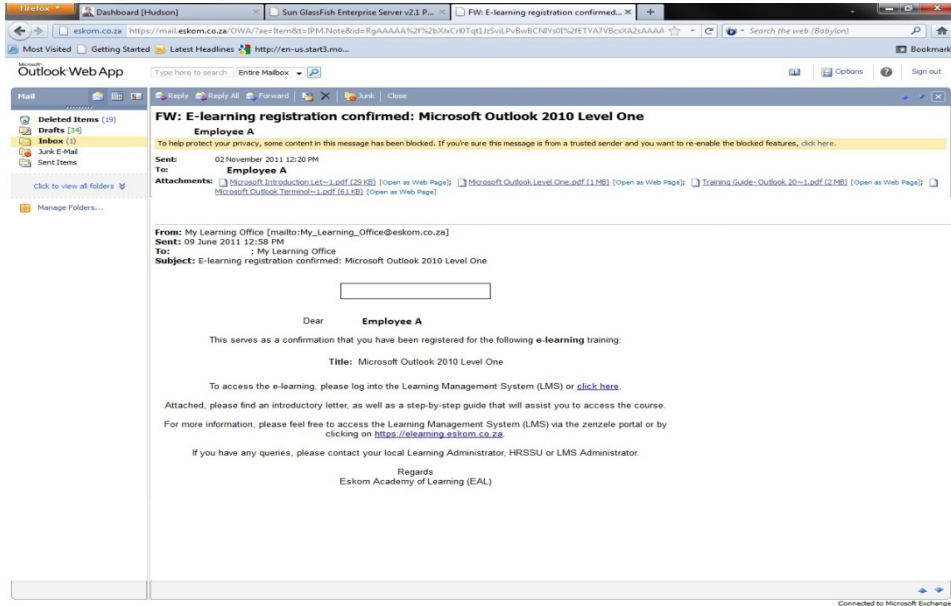 Firefox
Dashboard [Hudson]
Sun GlassFish Enterprise Server v2.1 P...
FW: E-learning registration confirmed...
eskom.co.za
Search the web (Babylon)
Most Visited Getting Started Latest Headlines http://en-us.start3.mo...
Bookmark
Microsoft
Outlook Web App
Type here to search Entire Mailbox
Options
Sign out
Mail
Reply Reply All Forward Junk Close
Deleted Items (19)
Drafts [34]
Inbox (1)
Junk E-Mail
Sent Items
Click to view all folders
Manage Folders...
FW: E-learning registration confirmed: Microsoft Outlook 2010 Level One
Employee A
To help protect your privacy, some content in this message has been blocked. If you're sure this message is from a trusted sender and you want to re-enable the blocked features, click here.
Sent: 02 November 2011 12:20 PM
To: Employee A
Attachments: Microsoft Introduction Let~1.pdf (29 KB) [Open as Web Page]; Microsoft Outlook Level One.pdf (1 MB) [Open as Web Page]; Training Guide- Outlook 20~1.pdf (2 MB) [Open as Web Page];
Microsoft Outlook Terminol~1.pdf (61 KB) [Open as Web Page]
From: My Learning Office [mailto:My_Learning_Office@eskom.co.za]
Sent: 09 June 2011 12:58 PM
To: ; My Learning Office
Subject: E-learning registration confirmed: Microsoft Outlook 2010 Level One
Dear Employee A
This serves as a confirmation that you have been registered for the following e-learning training:
Title: Microsoft Outlook 2010 Level One
To access the e-learning, please log into the Learning Management System (LMS) or click here.
Attached, please find an introductory letter, as well as a step-by-step guide that will assist you to access the course.
For more information, please feel free to access the Learning Management System (LMS) via the zenzele portal or by
clicking on https://elearning.eskom.co.za.
If you have any queries, please contact your local Learning Administrator, HRSSU or LMS Administrator.
Regards
Eskom Academy of Learning (EAL)
Connected to Microsoft Exchange